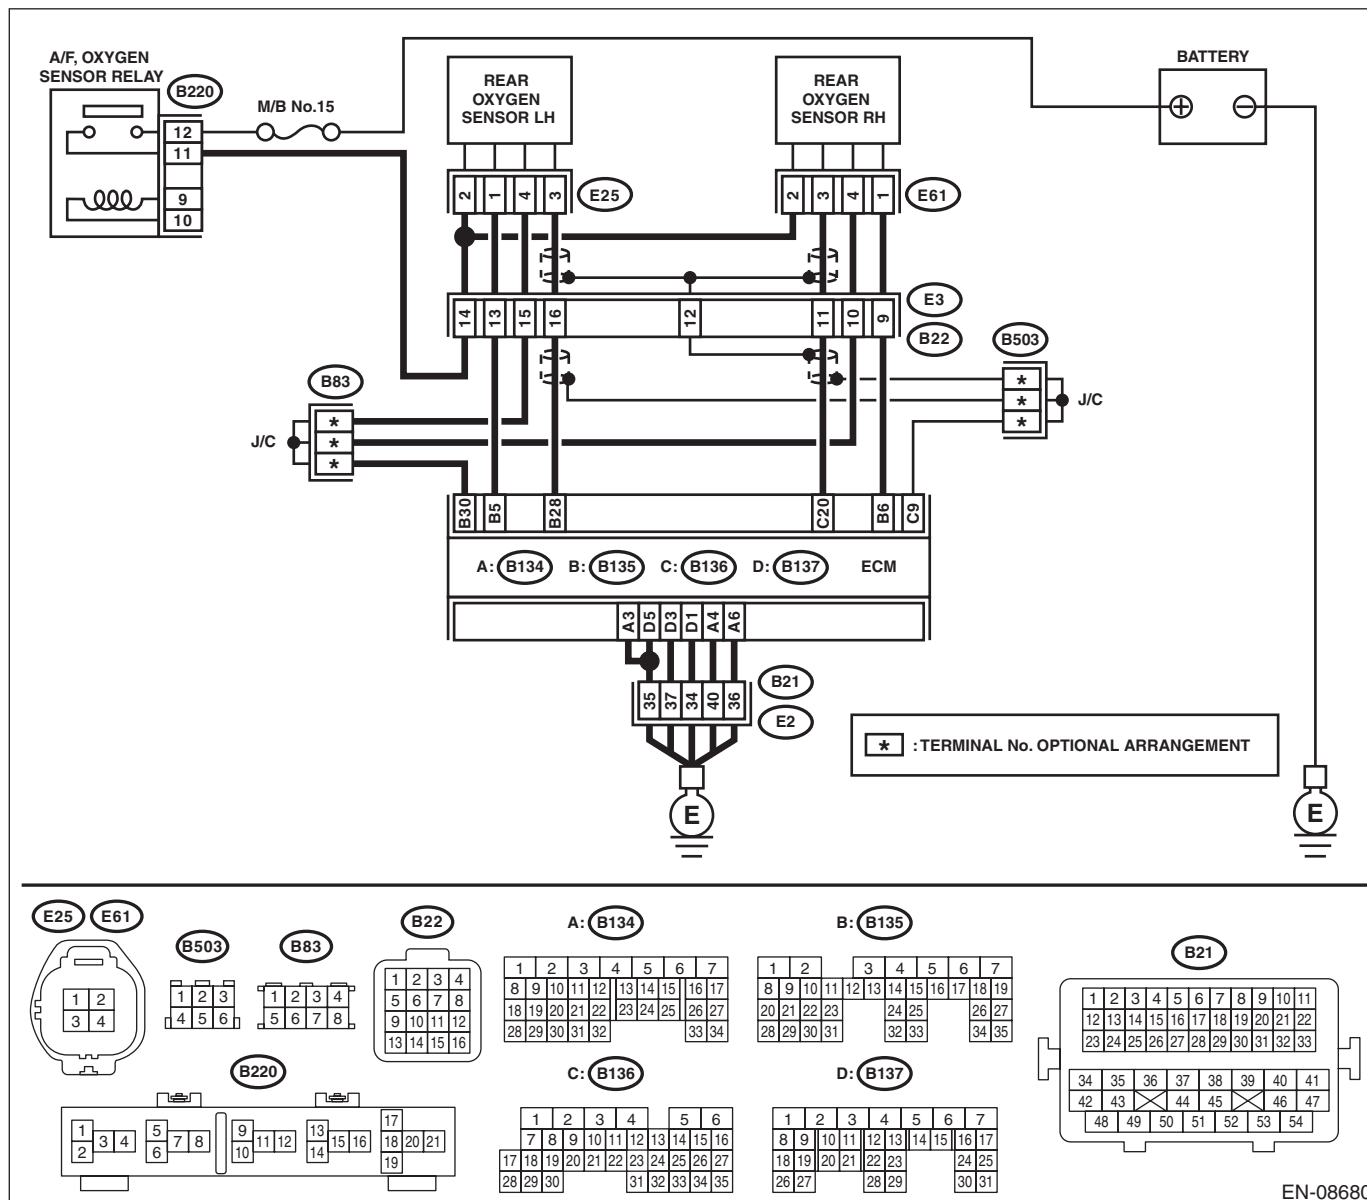 A/F, OXYGEN
SENSOR RELAY
B220
M/B No.15
12
11
9
10
REAR
OXYGEN
SENSOR LH
REAR
OXYGEN
SENSOR RH
BATTERY
2 1 4 3
E25
2 3 4 1
E61
14 13 15 16 12 11 10 9
E3
B22
B503
* * *
J/C
B83
* * *
J/C
B30 B5 B28 C20 B6 C9
A: B134 B: B135 C: B136 D: B137 ECM
A3 D5 D3 D1 A4 A6
35 37 34 40 36
B21
E2
* : TERMINAL No. OPTIONAL ARRANGEMENT
E
E
E25 E61
1 2
3 4
B503
1 2 3
4 5 6
B83
1 2 3 4
5 6 7 8
B22
1 2 3 4
5 6 7 8
9 10 11 12
13 14 15 16
A: B134
1 2 3 4 5 6 7
8 9 10 11 12 13 14 15 16 17
18 19 20 21 22 23 24 25 26 27
28 29 30 31 32 33 34
B: B135
1 2 3 4 5 6 7
8 9 10 11 12 13 14 15 16 17 18 19
20 21 22 23 24 25 26 27
28 29 30 31 32 33 34 35
B21
1 2 3 4 5 6 7 8 9 10 11
12 13 14 15 16 17 18 19 20 21 22
23 24 25 26 27 28 29 30 31 32 33
34 35 36 37 38 39 40 41
42 43 44 45 46 47
48 49 50 51 52 53 54
B220
1 2 3 4
5 6 7 8
9 10 11 12
13 14 15 16
17 18 19 20 21
C: B136
1 2 3 4 5 6
7 8 9 10 11 12 13 14 15 16
17 18 19 20 21 22 23 24 25 26 27
28 29 30 31 32 33 34 35
D: B137
1 2 3 4 5 6 7
8 9 10 11 12 13 14 15 16 17
18 19 20 21 22 23 24 25
26 27 28 29 30 31
EN-08680